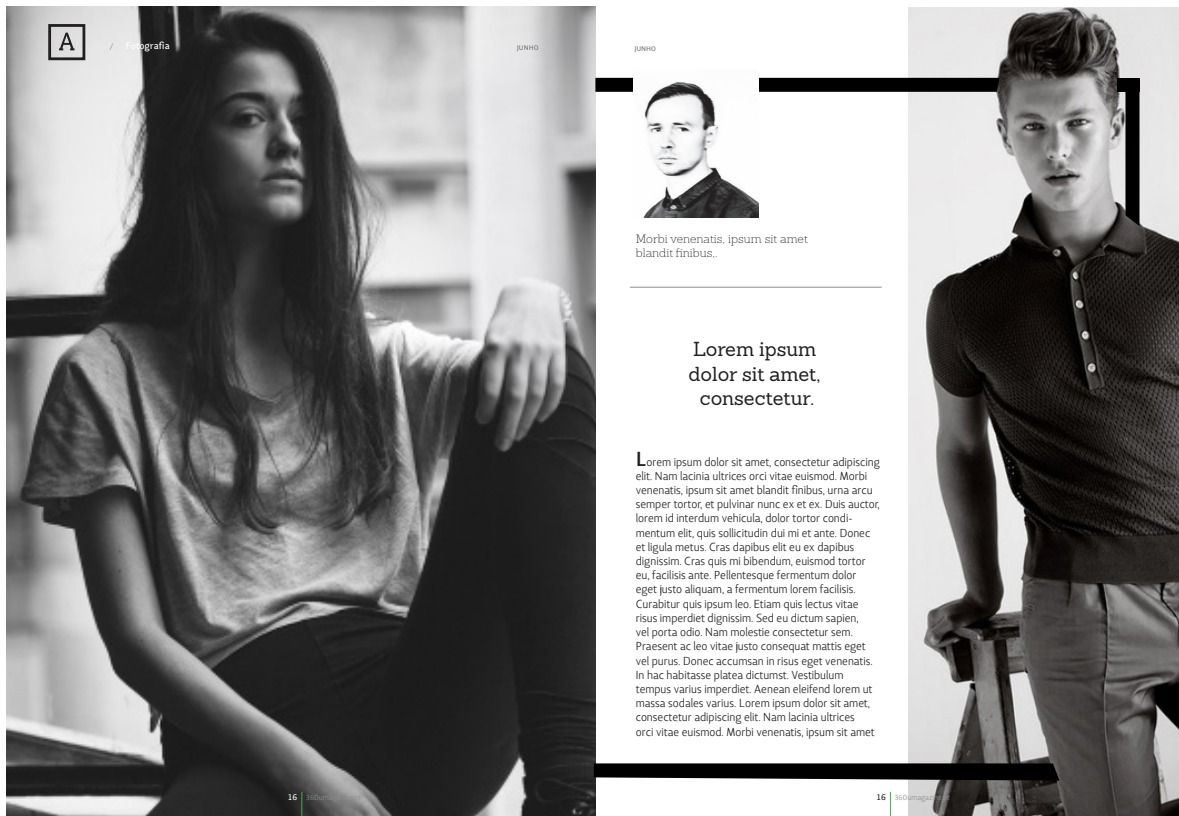 A
/ Fotografia
JUNHO
16
JUNHO
Morbi venenatis, ipsum sit amet
blandit finibus,.
Lorem ipsum
dolor sit amet,
consectetur.
Lorem ipsum dolor sit amet, consectetur adipiscing
elit. Nam lacinia ultrices orci vitae euismod. Morbi
venenatis, ipsum sit amet blandit finibus, urna arcu
semper tortor, et pulvinar nunc ex et ex. Duis auctor,
lorem id interdum vehicula, dolor tortor condi-
mentum elit, quis sollicitudin dui mi et ante. Donec
et ligula metus. Cras dapibus elit eu ex dapibus
dignissim. Cras quis mi bibendum, euismod tortor
eu, facilisis ante. Pellentesque fermentum dolor
eget justo aliquam, a fermentum lorem facilisis.
Curabitur quis ipsum leo. Etiam quis lectus vitae
risus imperdiet dignissim. Sed eu dictum sapien,
vel porta odio. Nam molestie consectetur sem.
Praesent ac leo vitae justo consequat mattis eget
vel purus. Donec accumsan in risus eget venenatis.
In hac habitasse platea dictumst. Vestibulum
tempus varius imperdiet. Aenean eleifend lorem ut
massa sodales varius. Lorem ipsum dolor sit amet,
consectetur adipiscing elit. Nam lacinia ultrices
orci vitae euismod. Morbi venenatis, ipsum sit amet
16